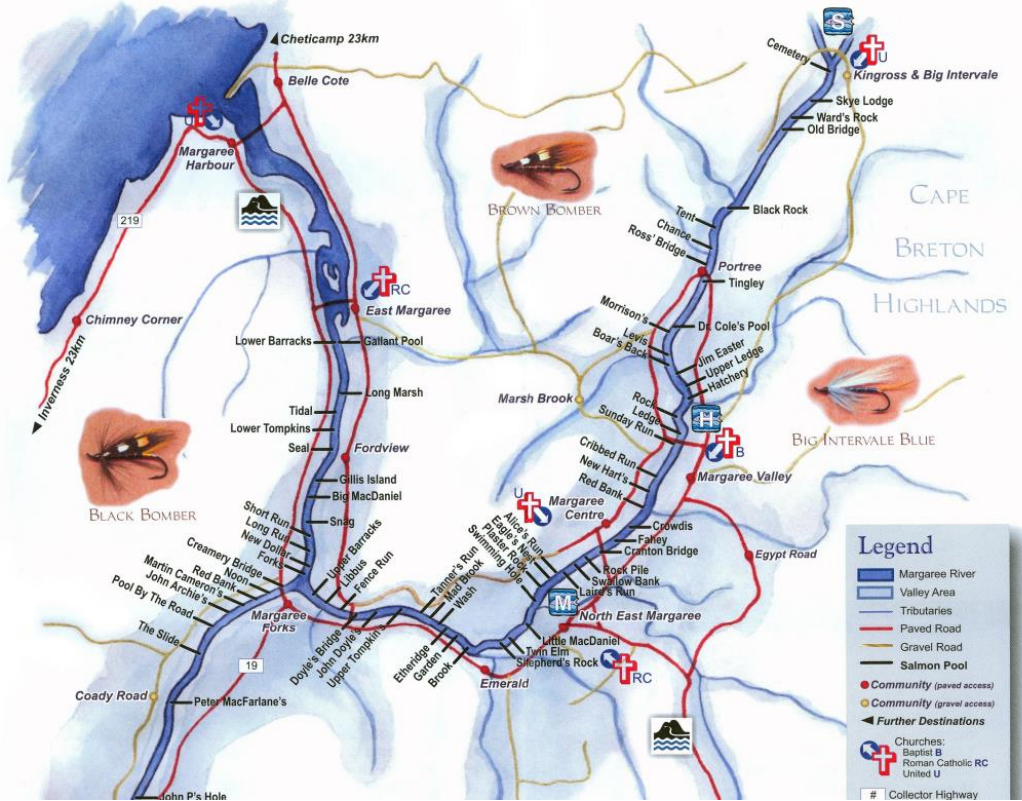 S
Cheticamp 23km
Cemetery
U
Kingross & Big Intervale
Belle Cote
Skye Lodge
Ward's Rock
Old Bridge
U
Margaree
Harbour
BROWN BOMBER
CAPE
BRETON
HIGHLANDS
219
Tent
Chance
Ross' Bridge
Black Rock
Portree
Tingley
RC
East Margaree
Chimney Corner
Inverness 23km
Lower Barracks
Gallant Pool
Morrison's
Levis
Boar's Back
Dr. Cole's Pool
Jim Easter
Upper Ledge
Hatchery
Long Marsh
Marsh Brook
Tidal
Lower Tompkins
Seal
Fordview
Rock
Ledge
Sunday Run
H
B
BIG INTERVALE BLUE
Cribbed Run
New Hart's
Red Bank
Margaree Valley
Gillis Island
Big MacDaniel
Snag
BLACK BOMBER
U
Margaree
Centre
Short Run
Long Run
New Dollar
Forks
Creamery Bridge
Noon
Red Bank
Martin Cameron's
John Archie's
Pool By The Road
The Slide
Upper Barracks
Libbus
Fence Run
Alice's Run
Eagle's Nest
Plaster Rock
Swimming Hole
Tanner's Run
Mad Brook
Wash
Crowdis
Fahey
Cranton Bridge
Rock Pile
Swallow Bank
Laire's Run
Egypt Road
M
North East Margaree
Margaree
Forks
Doyle's Bridge
John Doyle's
Upper Tompkin's
Etheridge
Garden
Brook
Little MacDaniel
Twin Elm
Shepherd's Rock
RC
Emerald
19
Coady Road
Peter MacFarlane's
John P's Hole
Legend
Margaree River
Valley Area
Tributaries
Paved Road
Gravel Road
Salmon Pool
Community (paved access)
Community (gravel access)
Further Destinations
Churches:
Baptist B
Roman Catholic RC
United U
# Collector Highway